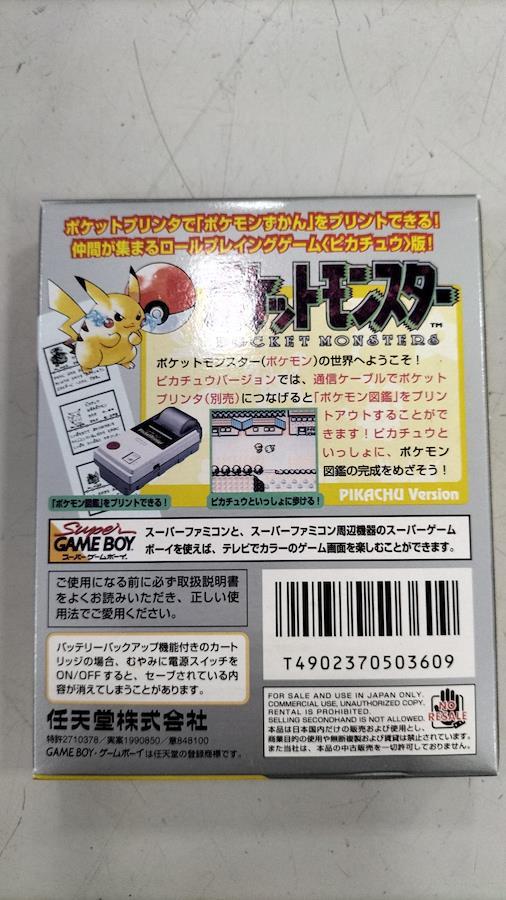 ポケットプリンタで「ポケモンずかん」をプリントできる!
仲間が集まるロールプレイングゲーム〈ピカチュウ〉版!
ポケットモンスター
POCKET MONSTERS
TM
ポケットモンスター(ポケモン)の世界へようこそ!
ピカチュウバージョンでは、通信ケーブルでポケット
プリンタ(別売)につなげると「ポケモン図鑑」をプリン
トアウトすることがで
きます!ピカチュウと
いっしょに、ポケモン
図鑑の完成をめざそう!
PIKACHU Version
「ポケモン図鑑」をプリントできる!
ピカチュウといっしょに歩ける!
Super
GAME BOY
スーパーゲームボーイ
スーパーファミコンと、スーパーファミコン周辺機器のスーパーゲーム
ボーイを使えば、テレビでカラーのゲーム画面を楽しむことができます。
ご使用になる前に必ず取扱説明書
をよくお読みいただき、正しい使
用法でご愛用ください。
バッテリーバックアップ機能付きのカート
リッジの場合、むやみに電源スイッチを
ON/OFFすると、セーブされている内
容が消えてしまうことがあります。
任天堂株式会社
特許2710378/実案1990850/意848100
GAME BOY・ゲームボーイは任天堂の登録商標です。
T4902370503609
FOR SALE AND USE IN JAPAN ONLY.
COMMERCIAL USE, UNAUTHORIZED COPY,
RENTAL IS PROHIBITED.
SELLING SECONDHAND IS NOT ALLOWED.
本品は日本国内だけの販売および使用とし、
商業目的の使用や無断複製および賃貸は禁止されています。
また当社は、本品の中古販売を一切許可しておりません。
NO
RESALE